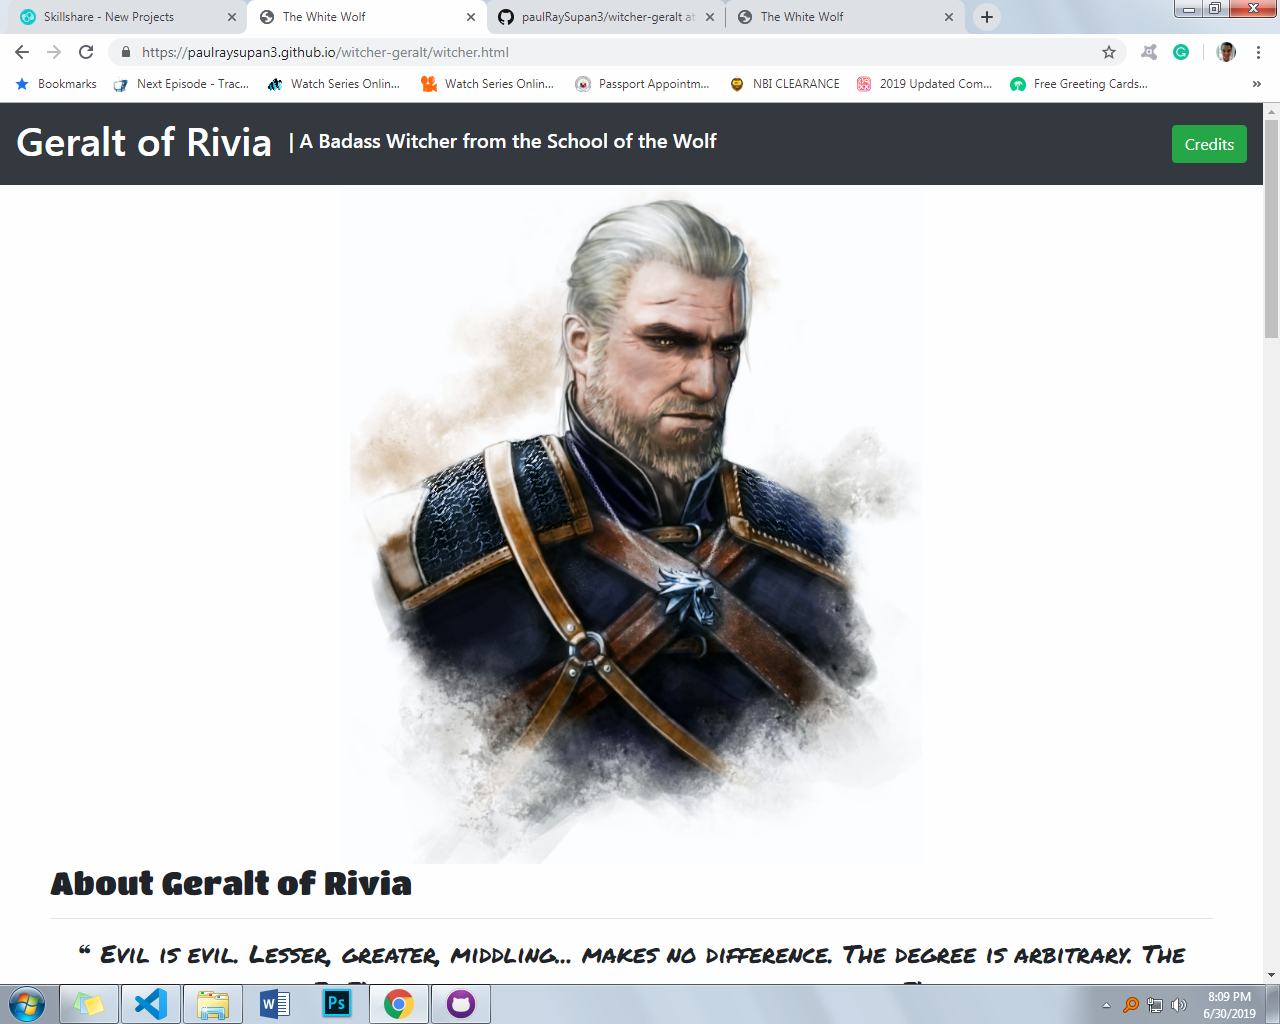 Skillshare - New Projects
The White Wolf
paulRaySupan3/witcher-geralt at
The White Wolf
https://paulraysupan3.github.io/witcher-geralt/witcher.html
Bookmarks
Next Episode - Trac...
Watch Series Onlin...
Watch Series Onlin...
Passport Appointm...
NBI CLEARANCE
2019 Updated Com...
Free Greeting Cards...
Geralt of Rivia | A Badass Witcher from the School of the Wolf
Credits
About Geralt of Rivia
“ Evil is evil. Lesser, greater, middling... makes no difference. The degree is arbitrary. The
Ps
8:09 PM
6/30/2019